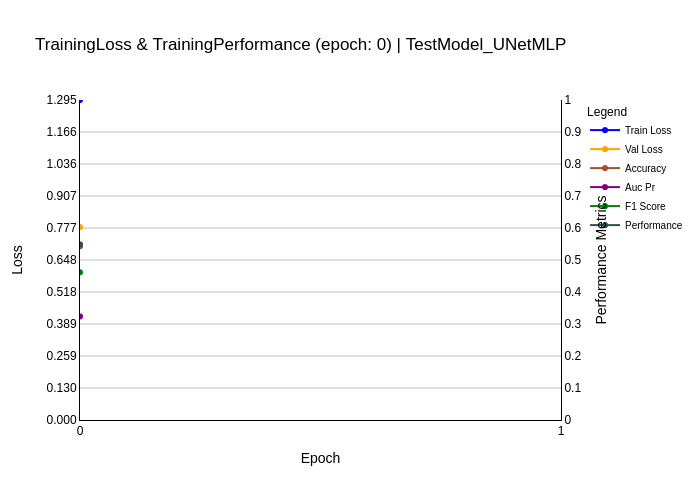 TrainingLoss & TrainingPerformance (epoch: 0) | TestModel_UNetMLP
1.295
1.166
1.036
0.907
0.777
0.648
0.518
0.389
0.259
0.130
0.000
Loss
1
0.9
0.8
0.7
0.6
0.5
0.4
0.3
0.2
0.1
0
Performance Metrics
Legend
Train Loss
Val Loss
Accuracy
Auc Pr
F1 Score
Performance
0
1
Epoch